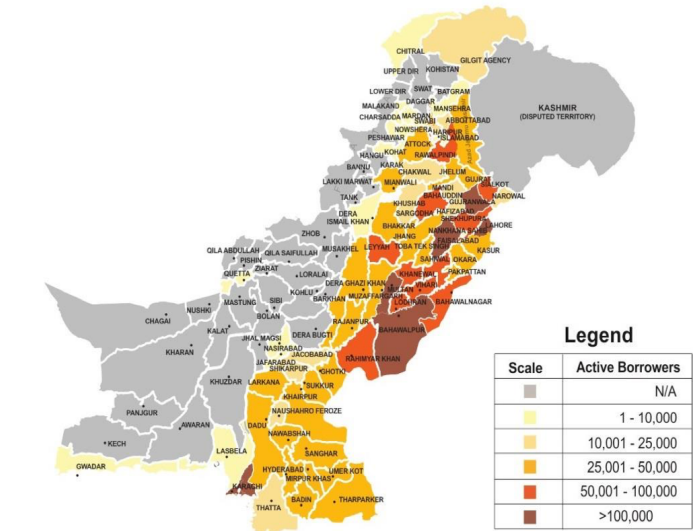 CHITRAL
GILGIT AGENCY
UPPER DIR
KOHISTAN
LOWER DIR
SWAT
BATGRAM
DAGGAR
MALAKAND
MANSEHRA
CHARSADDA
MARDAN
SWABI
ABBOTTABAD
KASHMIR
(DISPUTED TERRITORY)
NOWSHERA
HARIPUR
PESHAWAR
ISLAMABAD
ATTOCK
HANGU
KOHAT
RAWALPINDI
KARAK
BANNU
CHAKWAL
JHELUM
LAKKI MARWAT
MIANWALI
GUJRAT
SIALKOT
MANDI
BAHAUDDIN
NAROWAL
TANK
KHUSHAB
GUJRANWALA
DERA
ISMAIL KHAN
SARGODHA
HAFIZABAD
SHEKHUPURA
BHAKKAR
LAHORE
ZHOB
JHANG
NANKHANA SAHIB
FAISALABAD
QILA ABDULLAH
MUSAKHEL
LEYYAH
TOBA TEK SINGH
KASUR
PISHIN
QILA SAIFULLAH
SAHIWAL
OKARA
QUETTA
ZIARAT
LORALAI
KHANEWAL
PAKPATTAN
DERA GHAZI KHAN
MULTAN
VIHARI
KOHLU
BARKHAN
MUZAFFARGARH
LODHRAN
BAHAWALNAGAR
MASTUNG
SIBI
NUSHKI
BOLAN
CHAGAI
RAJANPUR
BAHAWALPUR
KALAT
DERA BUGTI
JHAL MAGSI
NASIRABAD
KHARAN
JAFARABAD
JACOBABAD
RAHIMYAR KHAN
SHIKARPUR
GHOTKI
KHUZDAR
LARKANA
SUKKUR
KHAIRPUR
PANJGUR
NAUSHAHRO FEROZE
AWARAN
DADU
NAWABSHAH
KECH
LASBELA
SANGHAR
GWADAR
HYDERABAD
UMER KOT
MIRPUR KHAS
KARACHI
BADIN
THARPARKER
THATTA
Legend
Scale Active Borrowers
N/A
1 - 10,000
10,001 - 25,000
25,001 - 50,000
50,001 - 100,000
>100,000